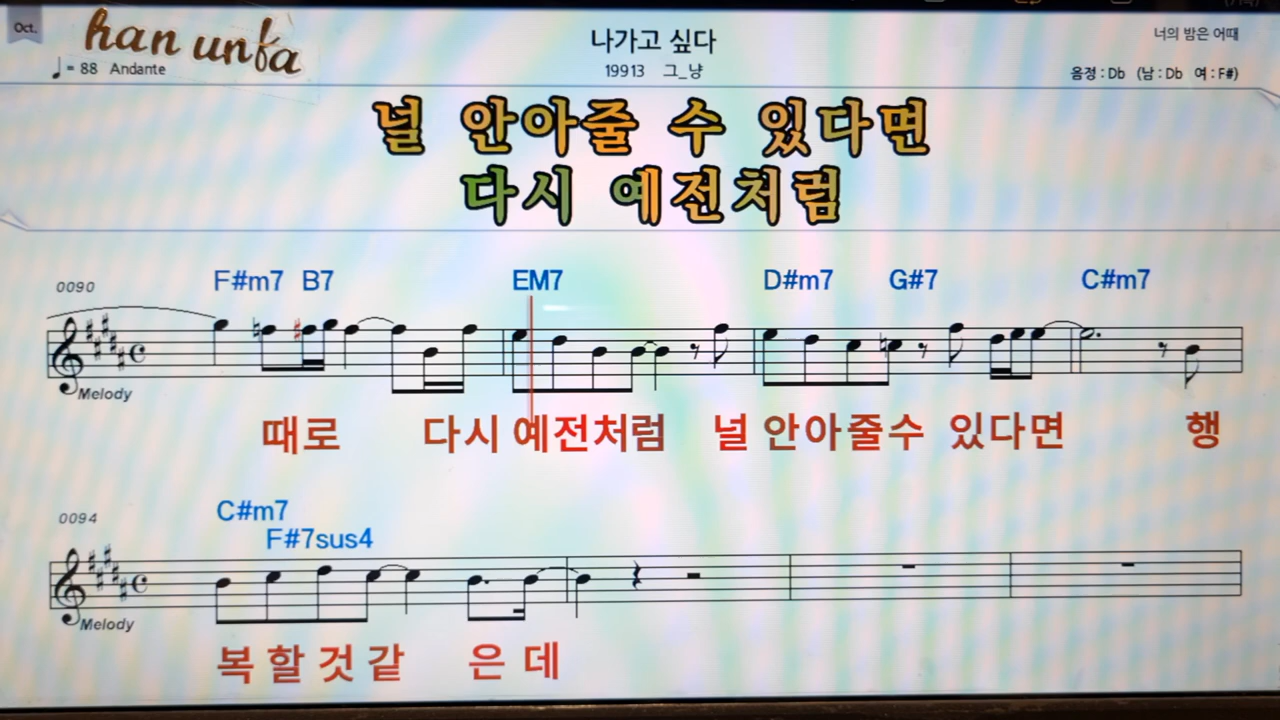 Oct.
han unfa
♩= 88 Andante
나가고 싶다
19913 그_냥
너의 밤은 어때
음정 : Db (남 : Db 여 : F#)
널 안아줄 수 있다면
다시 예전처럼
0090
F#m7 B7 EM7 D#m7 G#7 C#m7
Melody
때로 다시 예전처럼 널 안아줄수 있다면 행
0094
C#m7
F#7sus4
Melody
복할것같 은데